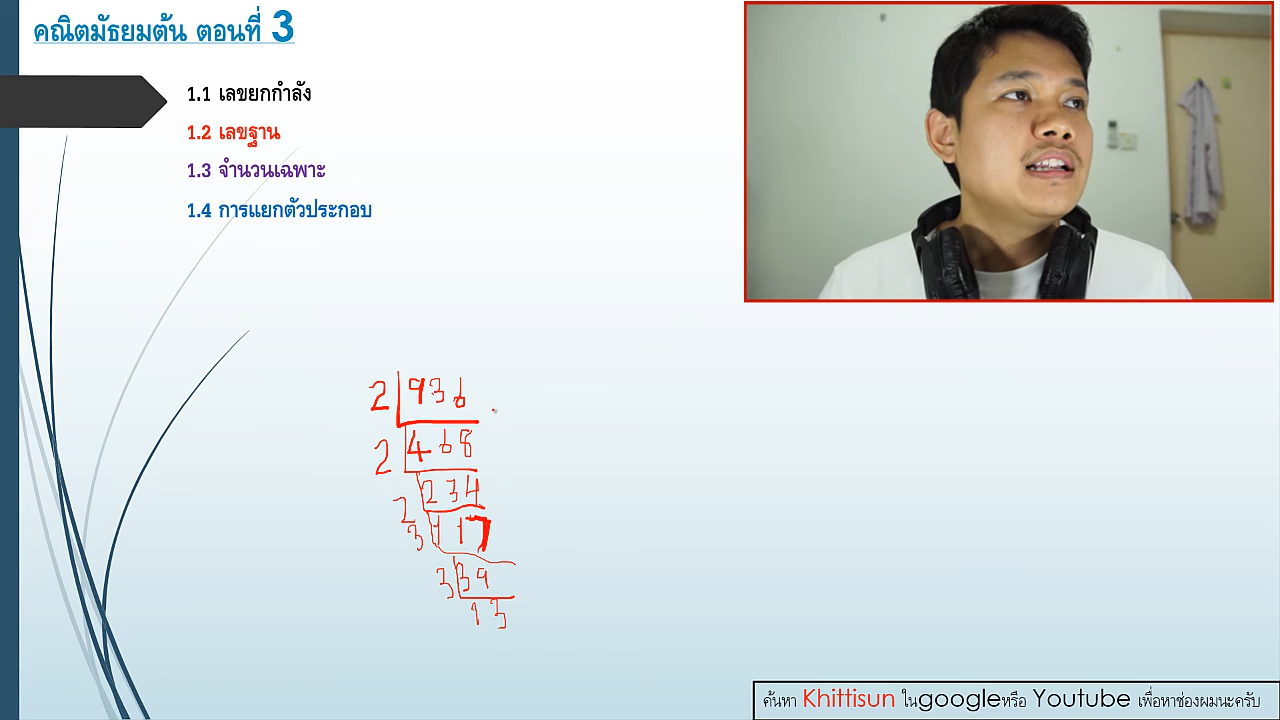 คณิตมัธยมต้น ตอนที่ 3
1.1 เลขยกกำลัง
1.2 เลขฐาน
1.3 จำนวนเฉพาะ
1.4 การแยกตัวประกอบ
2 936
2 468
2 234
3 117
3 39
13
ค้นหา Khittisun ในgoogleหรือ Youtube เพื่อหาช่องผมนะครับ